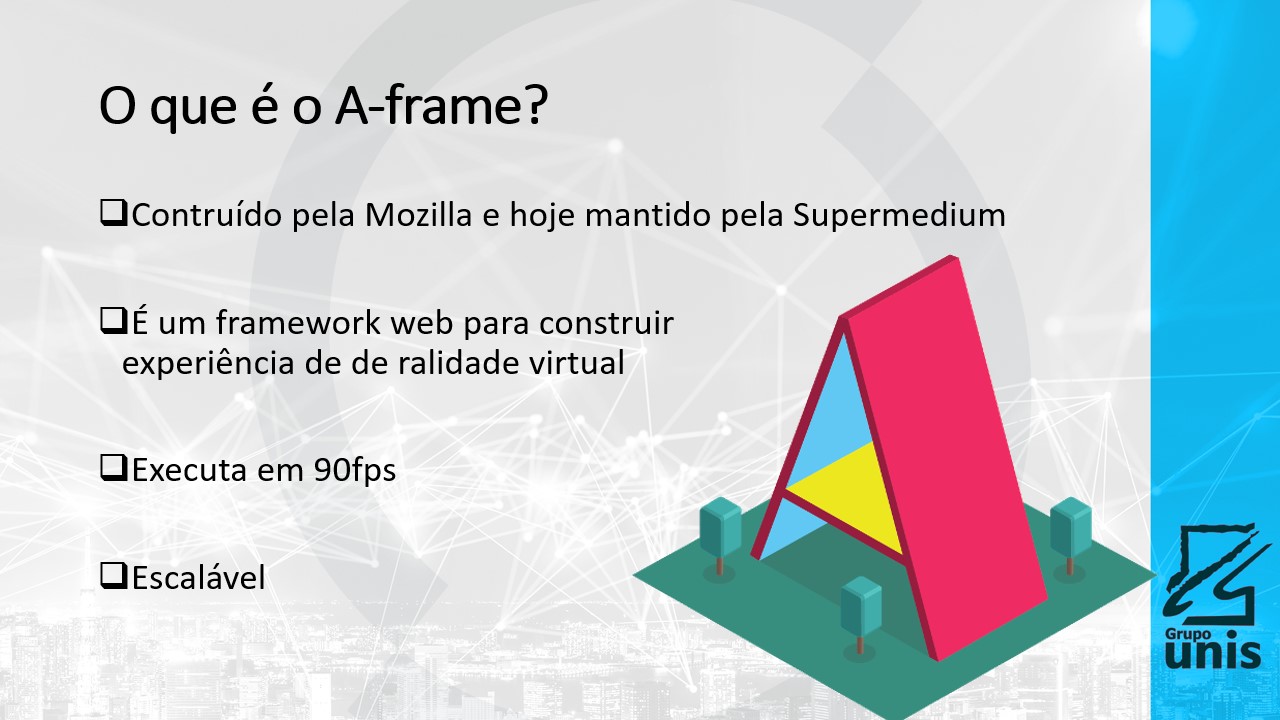 O que é o A-frame?
❑Contruído pela Mozilla e hoje mantido pela Supermedium
❑É um framework web para construir
experiência de de ralidade virtual
❑Executa em 90fps
❑Escalável
Grupo
unis